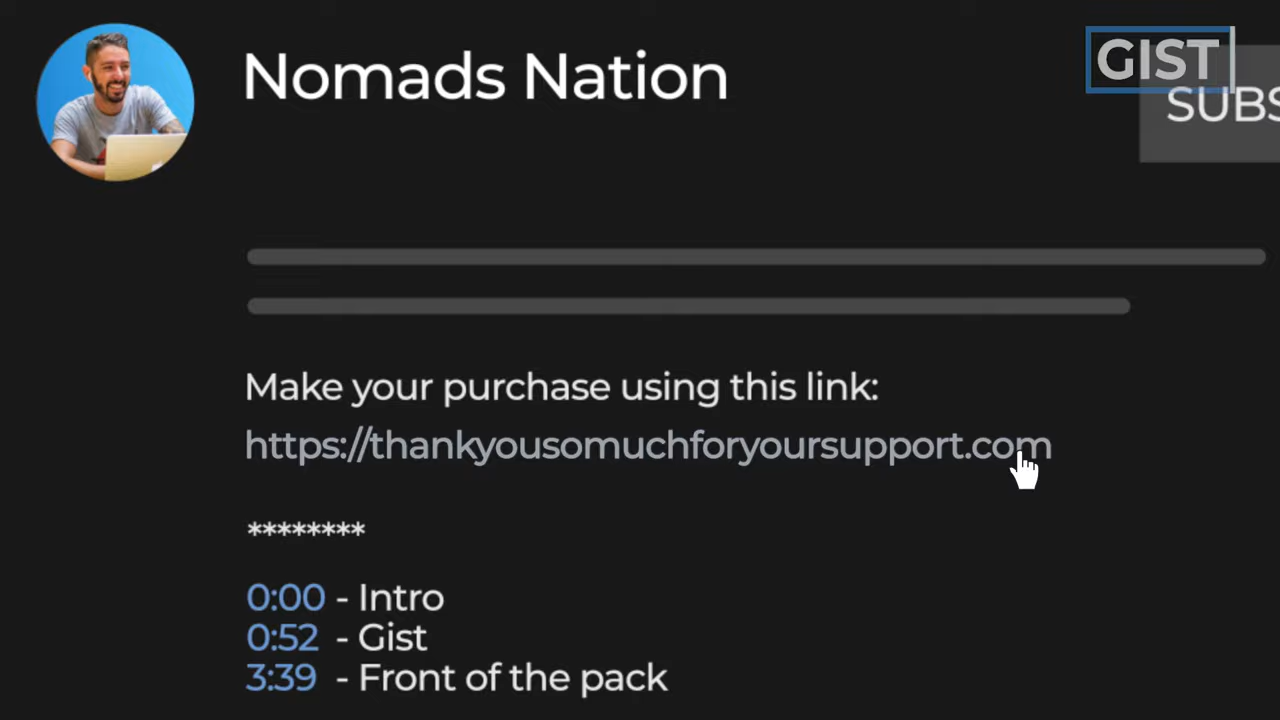 Nomads Nation
GIST
SUBS
Make your purchase using this link:
https://thankyousomuchforyoursupport.com
********
0:00 - Intro
0:52 - Gist
3:39 - Front of the pack